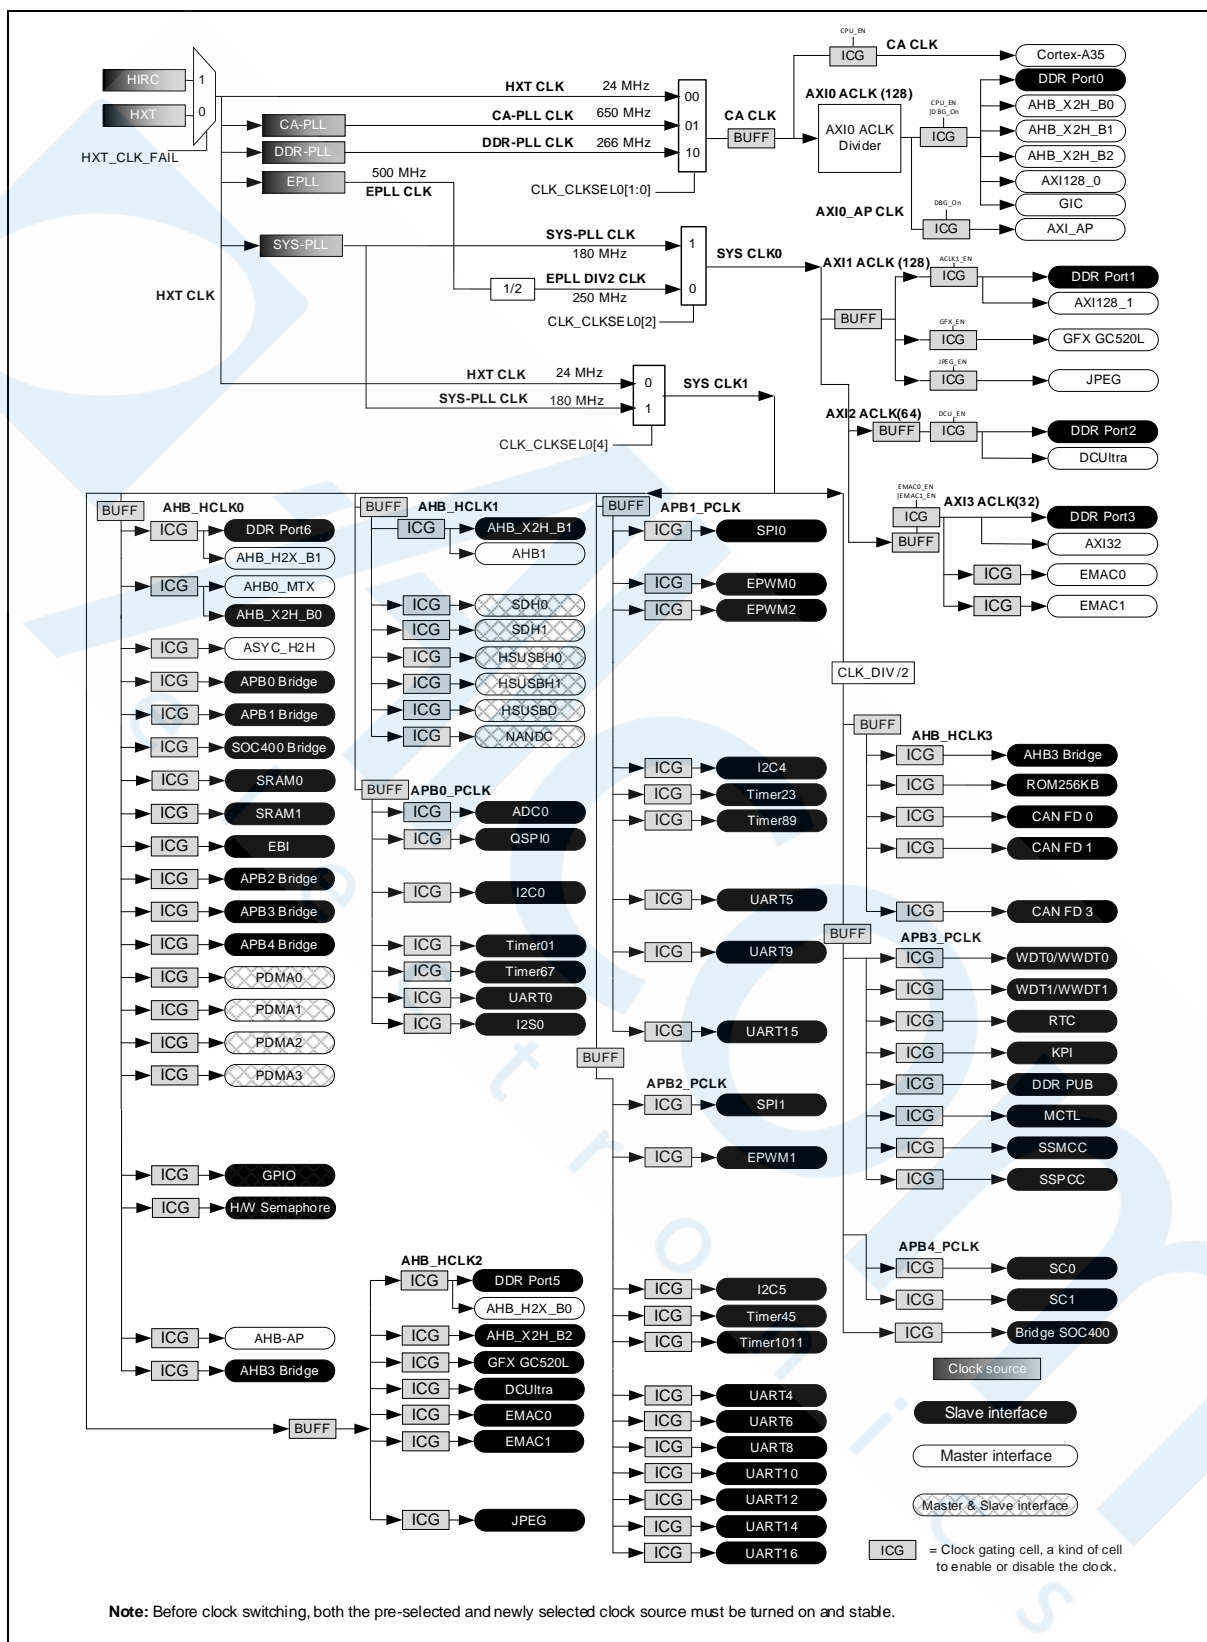 CPU_EN
ICG
CA CLK
Cortex-A35
HIRC
1
HXT
0
HXT_CLK_FAIL
HXT CLK
24 MHz
00
CA-PLL
CA-PLL CLK
650 MHz
01
DDR-PLL
DDR-PLL CLK
266 MHz
10
CLK_CLKSEL0[1:0]
CA CLK
BUFF
AXI0 ACLK (128)
AXI0 ACLK
Divider
CPU_EN
|DBG_On
ICG
DDR Port0
AHB_X2H_B0
AHB_X2H_B1
AHB_X2H_B2
AXI128_0
GIC
AXI0_AP CLK
DBG_On
ICG
AXI_AP
EPLL
500 MHz
EPLL CLK
SYS-PLL
SYS-PLL CLK
180 MHz
1
1/2
EPLL DIV2 CLK
250 MHz
0
CLK_CLKSEL0[2]
SYS CLK0
HXT CLK
AXI1 ACLK (128)
BUFF
ACLK1_EN
ICG
DDR Port1
AXI128_1
GFX_EN
ICG
GFX GC520L
JPEG_EN
ICG
JPEG
HXT CLK
24 MHz
0
SYS-PLL CLK
180 MHz
1
CLK_CLKSEL0[4]
SYS CLK1
AXI2 ACLK(64)
BUFF
DCU_EN
ICG
DDR Port2
DCUltra
EMAC0_EN
|EMAC1_EN
ICG
BUFF
AXI3 ACLK(32)
DDR Port3
AXI32
ICG
EMAC0
ICG
EMAC1
BUFF
AHB_HCLK0
ICG
DDR Port6
AHB_H2X_B1
ICG
AHB0_MTX
AHB_X2H_B0
ICG
ASYC_H2H
ICG
APB0 Bridge
ICG
APB1 Bridge
ICG
SOC400 Bridge
ICG
SRAM0
ICG
SRAM1
ICG
EBI
ICG
APB2 Bridge
ICG
APB3 Bridge
ICG
APB4 Bridge
ICG
PDMA0
ICG
PDMA1
ICG
PDMA2
ICG
PDMA3
ICG
GPIO
ICG
H/W Semaphore
ICG
AHB-AP
ICG
AHB3 Bridge
BUFF
AHB_HCLK1
ICG
AHB_X2H_B1
AHB1
ICG
SDH0
ICG
SDH1
ICG
HSUSBH0
ICG
HSUSBH1
ICG
HSUSBD
ICG
NANDC
BUFF
APB0_PCLK
ICG
ADC0
ICG
QSPI0
ICG
I2C0
ICG
Timer01
ICG
Timer67
ICG
UART0
ICG
I2S0
BUFF
AHB_HCLK2
ICG
DDR Port5
AHB_H2X_B0
ICG
AHB_X2H_B2
ICG
GFX GC520L
ICG
DCUltra
ICG
EMAC0
ICG
EMAC1
ICG
JPEG
BUFF
APB1_PCLK
ICG
SPI0
ICG
EPWM0
ICG
EPWM2
ICG
I2C4
ICG
Timer23
ICG
Timer89
ICG
UART5
ICG
UART9
ICG
UART15
BUFF
APB2_PCLK
ICG
SPI1
ICG
EPWM1
ICG
I2C5
ICG
Timer45
ICG
Timer1011
ICG
UART4
ICG
UART6
ICG
UART8
ICG
UART10
ICG
UART12
ICG
UART14
ICG
UART16
CLK_DIV /2
BUFF
AHB_HCLK3
ICG
AHB3 Bridge
ICG
ROM256KB
ICG
CAN FD 0
ICG
CAN FD 1
ICG
CAN FD 3
BUFF
APB3_PCLK
ICG
WDT0/WWDT0
ICG
WDT1/WWDT1
ICG
RTC
ICG
KPI
ICG
DDR PUB
ICG
MCTL
ICG
SSMCC
ICG
SSPCC
APB4_PCLK
ICG
SC0
ICG
SC1
ICG
Bridge SOC400
Clock source
Slave interface
Master interface
Master & Slave interface
ICG
= Clock gating cell, a kind of cell
to enable or disable the clock.
Note: Before clock switching, both the pre-selected and newly selected clock source must be turned on and stable.